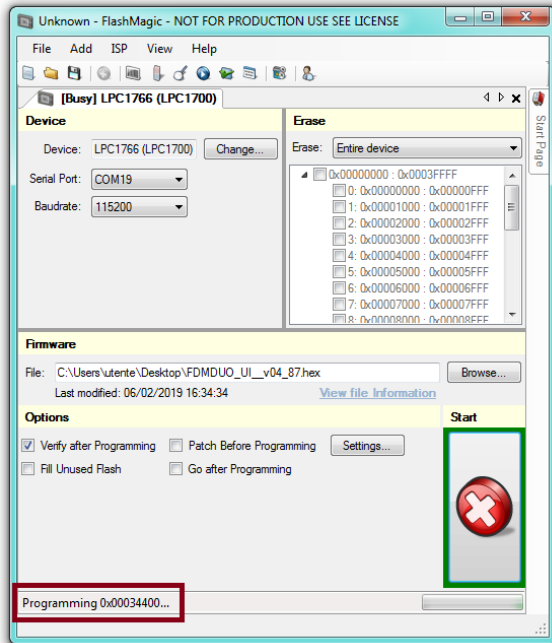 Unknown - FlashMagic - NOT FOR PRODUCTION USE SEE LICENSE
File Add ISP View Help
[Busy] LPC1766 (LPC1700)
Start Page
Device
Device: LPC1766 (LPC1700) Change...
Serial Port: COM19
Baudrate: 115200
Erase
Erase: Entire device
0x00000000 : 0x0003FFFF
0: 0x00000000 : 0x00000FFF
1: 0x00001000 : 0x00001FFF
2: 0x00002000 : 0x00002FFF
3: 0x00003000 : 0x00003FFF
4: 0x00004000 : 0x00004FFF
5: 0x00005000 : 0x00005FFF
6: 0x00006000 : 0x00006FFF
7: 0x00007000 : 0x00007FFF
8: 0x00008000 : 0x00008FFF
Firmware
File: C:\Users\utente\Desktop\FDMDUO_UI__v04_87.hex Browse...
Last modified: 06/02/2019 16:34:34 View file Information
Options
Verify after Programming Patch Before Programming Settings...
Fill Unused Flash Go after Programming
Start
Programming 0x00034400...